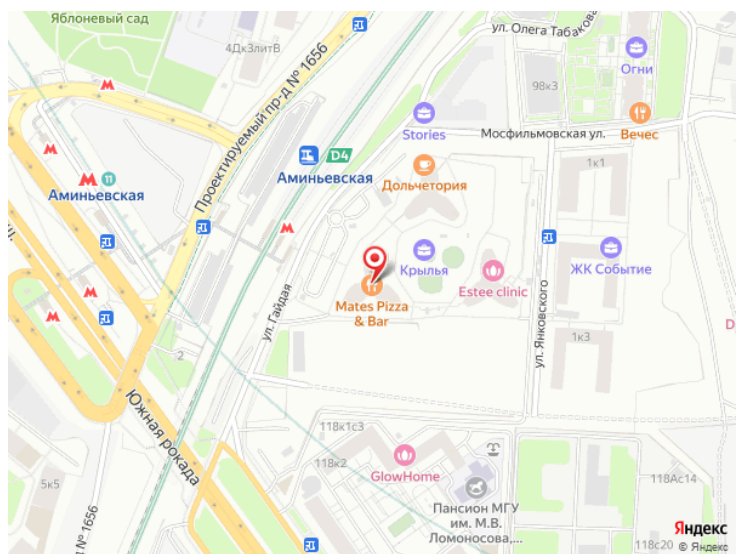 Яблоневый сад
4Дк3литВ
Проектируемый пр-д № 1656
ул. Олега Табакова
Огни
98к3
Stories
Мосфильмовская ул.
Вечес
D4
Аминьевская
11
Аминьевская
Дольчетория
1к1
Крылья
Estee clinic
ЖК Событие
Mates Pizza
& Bar
ул. Гайдая
ул. Янковского
1к3
2
Южная рокада
118к1с3
118к2
GlowHome
5к5
№ 1656
Пансион МГУ
им. М.В.
Ломоносова,...
118Ас14
118с20
Яндекс
© Яндекс